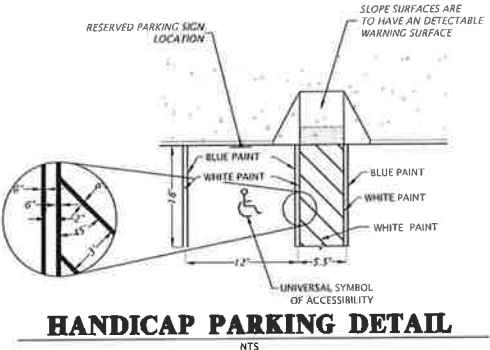 SLOPE SURFACES ARE
TO HAVE AN DETECTABLE
WARNING SURFACE
RESERVED PARKING SIGN
LOCATION
BLUE PAINT
WHITE PAINT
BLUE PAINT
WHITE PAINT
WHITE PAINT
18'
6"
6"
2"
45°
3'
12'
5.5'
UNIVERSAL SYMBOL
OF ACCESSIBILITY
HANDICAP PARKING DETAIL
NTS